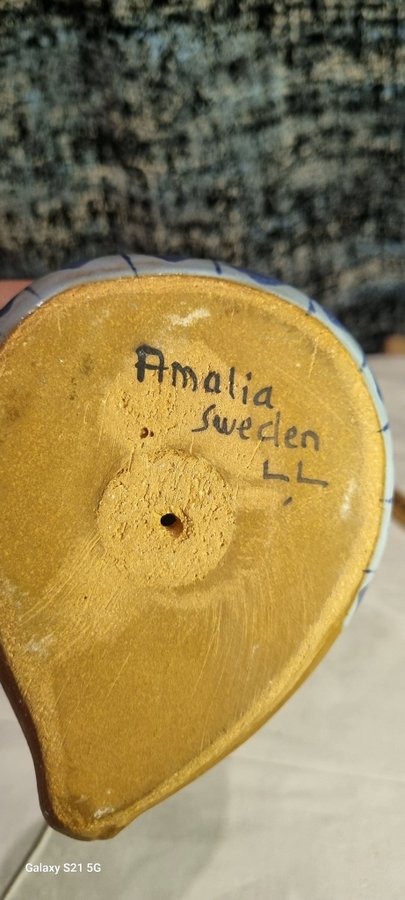 Amalia
Sweden
LL
Galaxy S21 5G